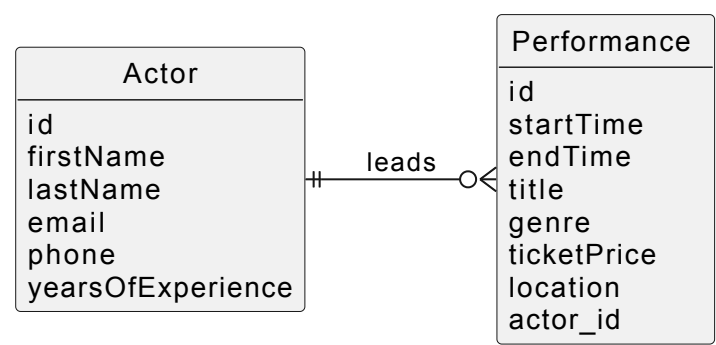 Actor
id
firstName
lastName
email
phone
yearsOfExperience
leads
Performance
id
startTime
endTime
title
genre
ticketPrice
location
actor_id